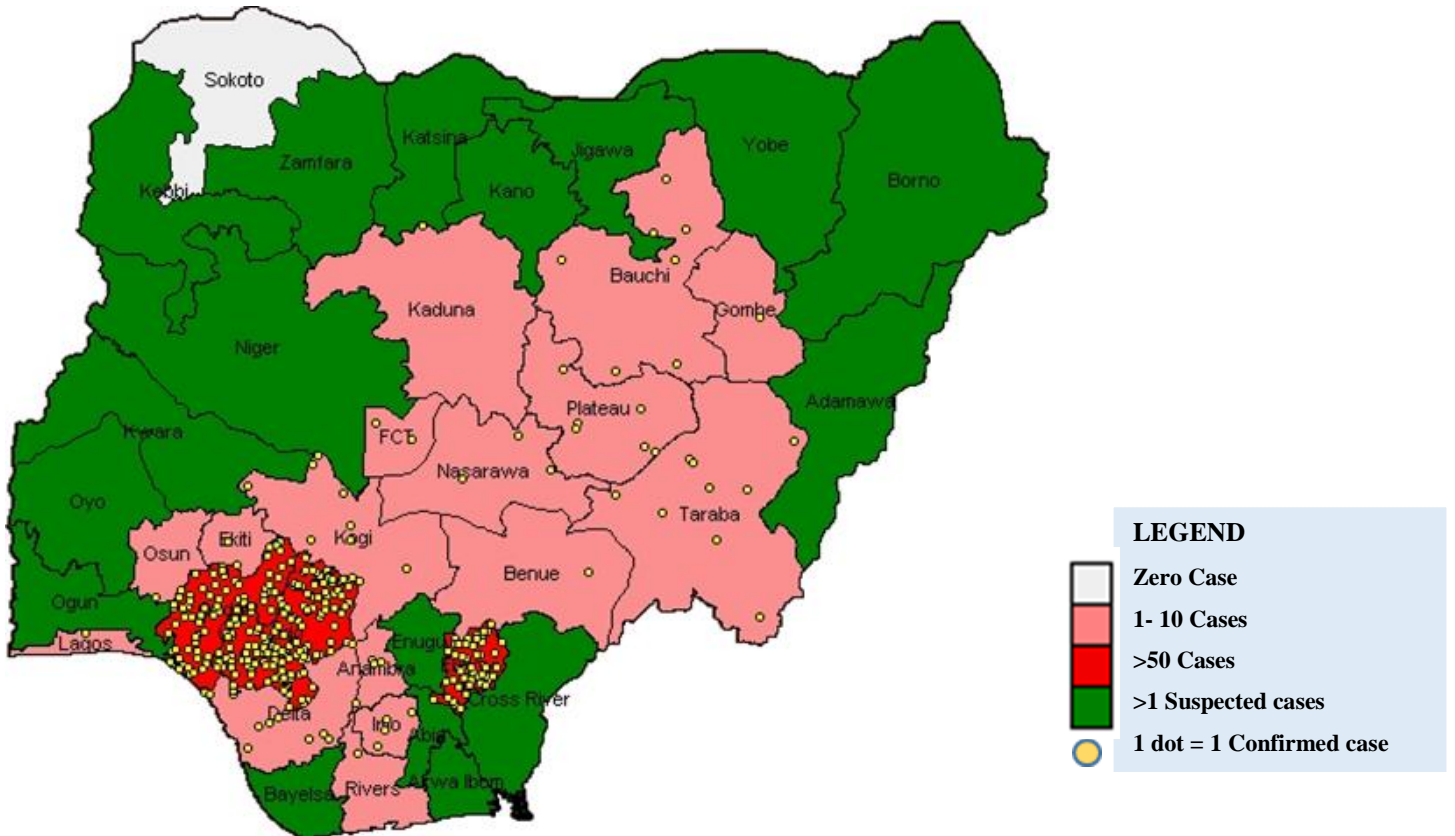 Sokoto
Katsina
Jigawa
Yobe
Zamfara
Kano
Kebbi
Borno
Bauchi
Kaduna
Gombe
Niger
Adamawa
Plateau
Kwara
FCT
Nasarawa
Oyo
Taraba
Osun
Ekiti
Kogi
Benue
Ogun
Lagos
Enugu
Anambra
Cross River
Delta
Imo
Abia
Akwa Ibom
Bayelsa
Rivers
LEGEND
Zero Case
1- 10 Cases
>50 Cases
>1 Suspected cases
1 dot = 1 Confirmed case